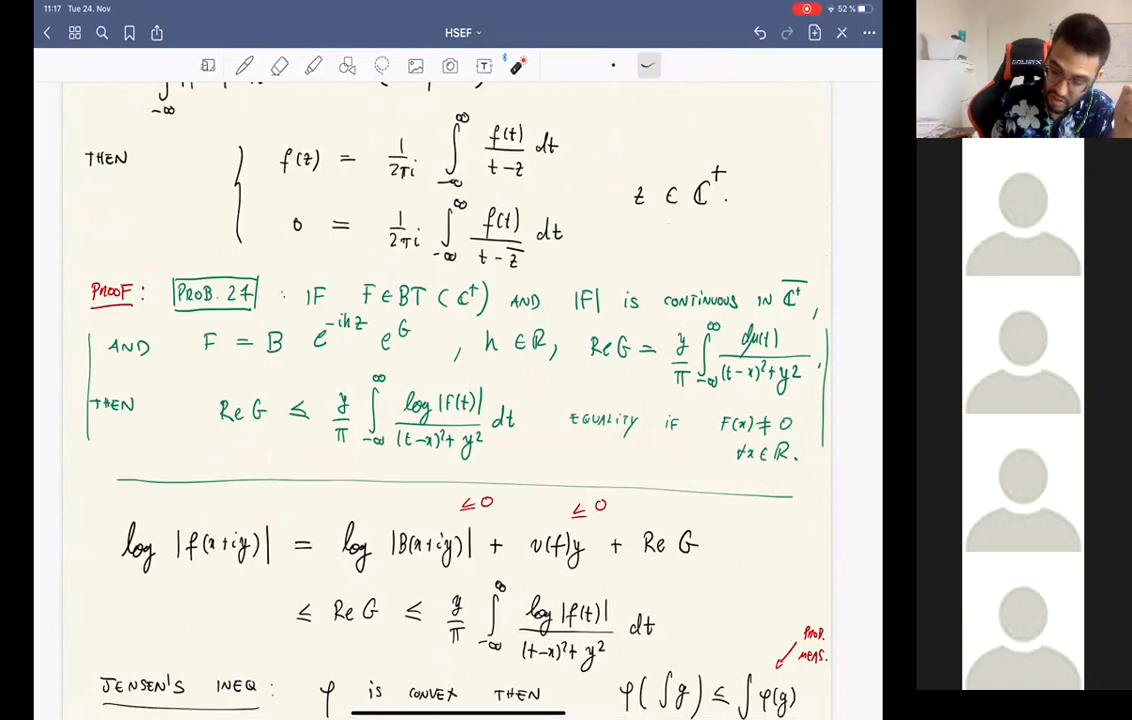 11:17 Tue 24. Nov
52 %
HSEF
−∞
THEN { f(z) = 1/2πi ∫_{−∞}^{∞} f(t)/(t−z) dt
0 = 1/2πi ∫_{−∞}^{∞} f(t)/(t−z̄) dt
z ∈ ℂ⁺.
PROOF: PROB. 24 : IF F ∈ BT(ℂ⁺) AND |F| IS CONTINUOUS IN \overline{ℂ⁺},
AND F = B e^{−ihz} e^{G}, h ∈ ℝ, Re G = y/π ∫_{−∞}^{∞} dμ(t)/((t−x)²+y²),
THEN Re G ≤ y/π ∫_{−∞}^{∞} log|F(t)|/((t−x)²+y²) dt EQUALITY IF F(x) ≠ 0
∀x ∈ ℝ.
≤0 ≤0
log |f(x+iy)| = log |B(x+iy)| + v(f)y + Re G
≤ Re G ≤ y/π ∫_{−∞}^{∞} log|f(t)|/((t−x)²+y²) dt
PROB.
MEAS.
JENSEN'S INEQ: φ IS CONVEX THEN φ(∫g) ≤ ∫φ(g)